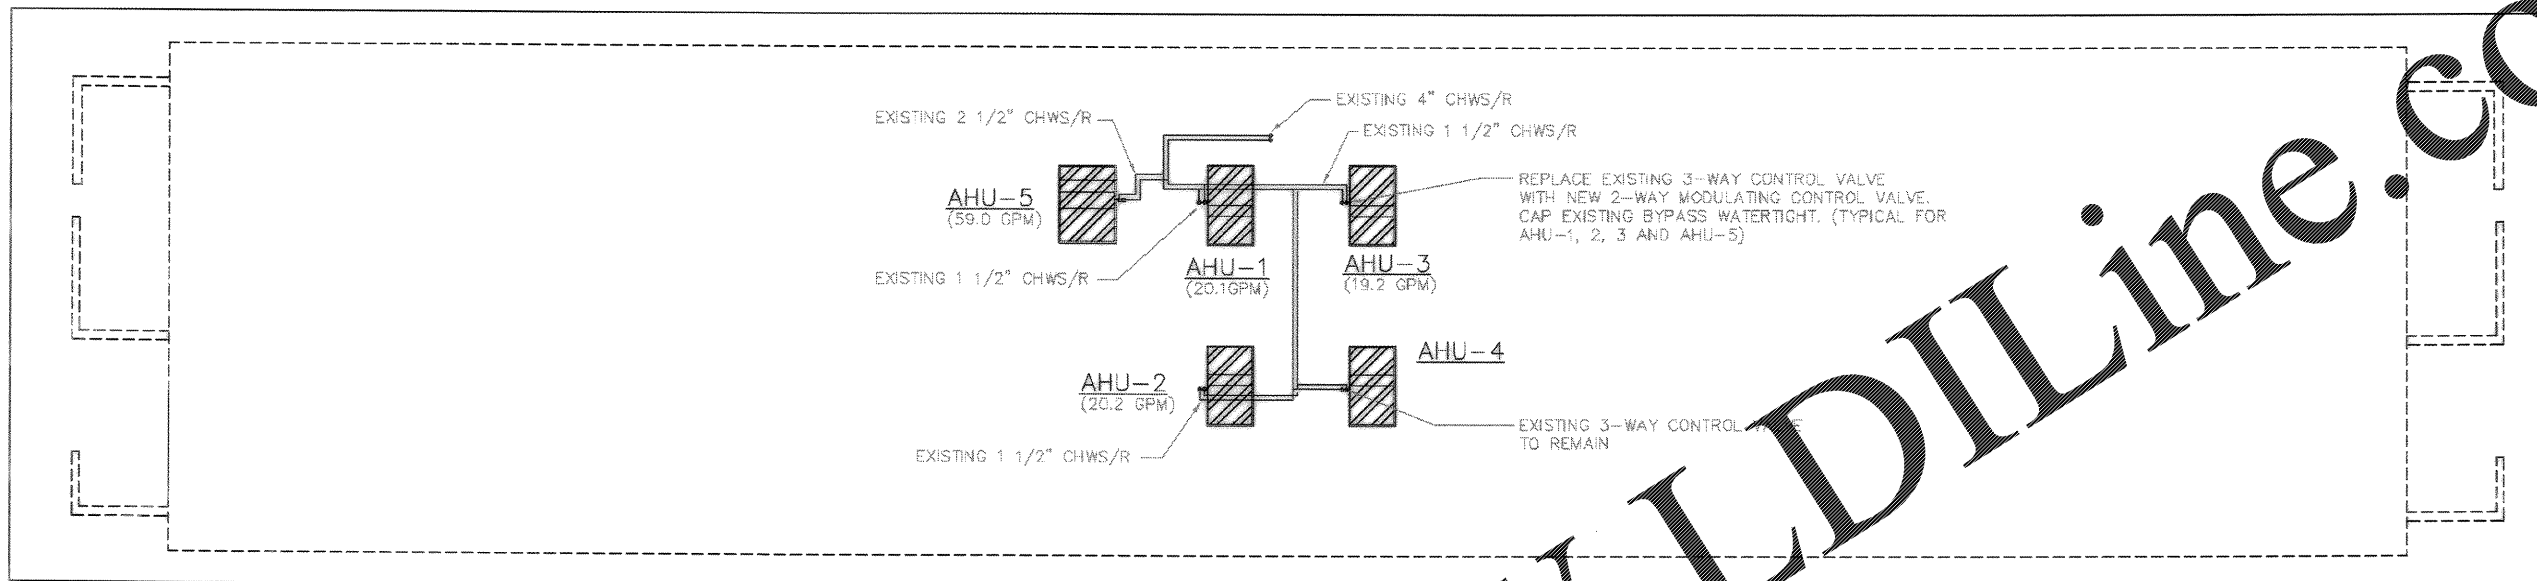 EXISTING 4" CHWS/R
EXISTING 2 1/2" CHWS/R
EXISTING 1 1/2" CHWS/R
AHU-5
(59.0 GPM)
REPLACE EXISTING 3-WAY CONTROL VALVE
WITH NEW 2-WAY MODULATING CONTROL VALVE.
CAP EXISTING BYPASS WATERTIGHT. (TYPICAL FOR
AHU-1, 2, 3 AND AHU-5)
EXISTING 1 1/2" CHWS/R
AHU-1
(20.1GPM)
AHU-3
(19.2 GPM)
AHU-4
AHU-2
(20.2 GPM)
EXISTING 3-WAY CONTROL
TO REMAIN
EXISTING 1 1/2" CHWS/R
LDILine.co